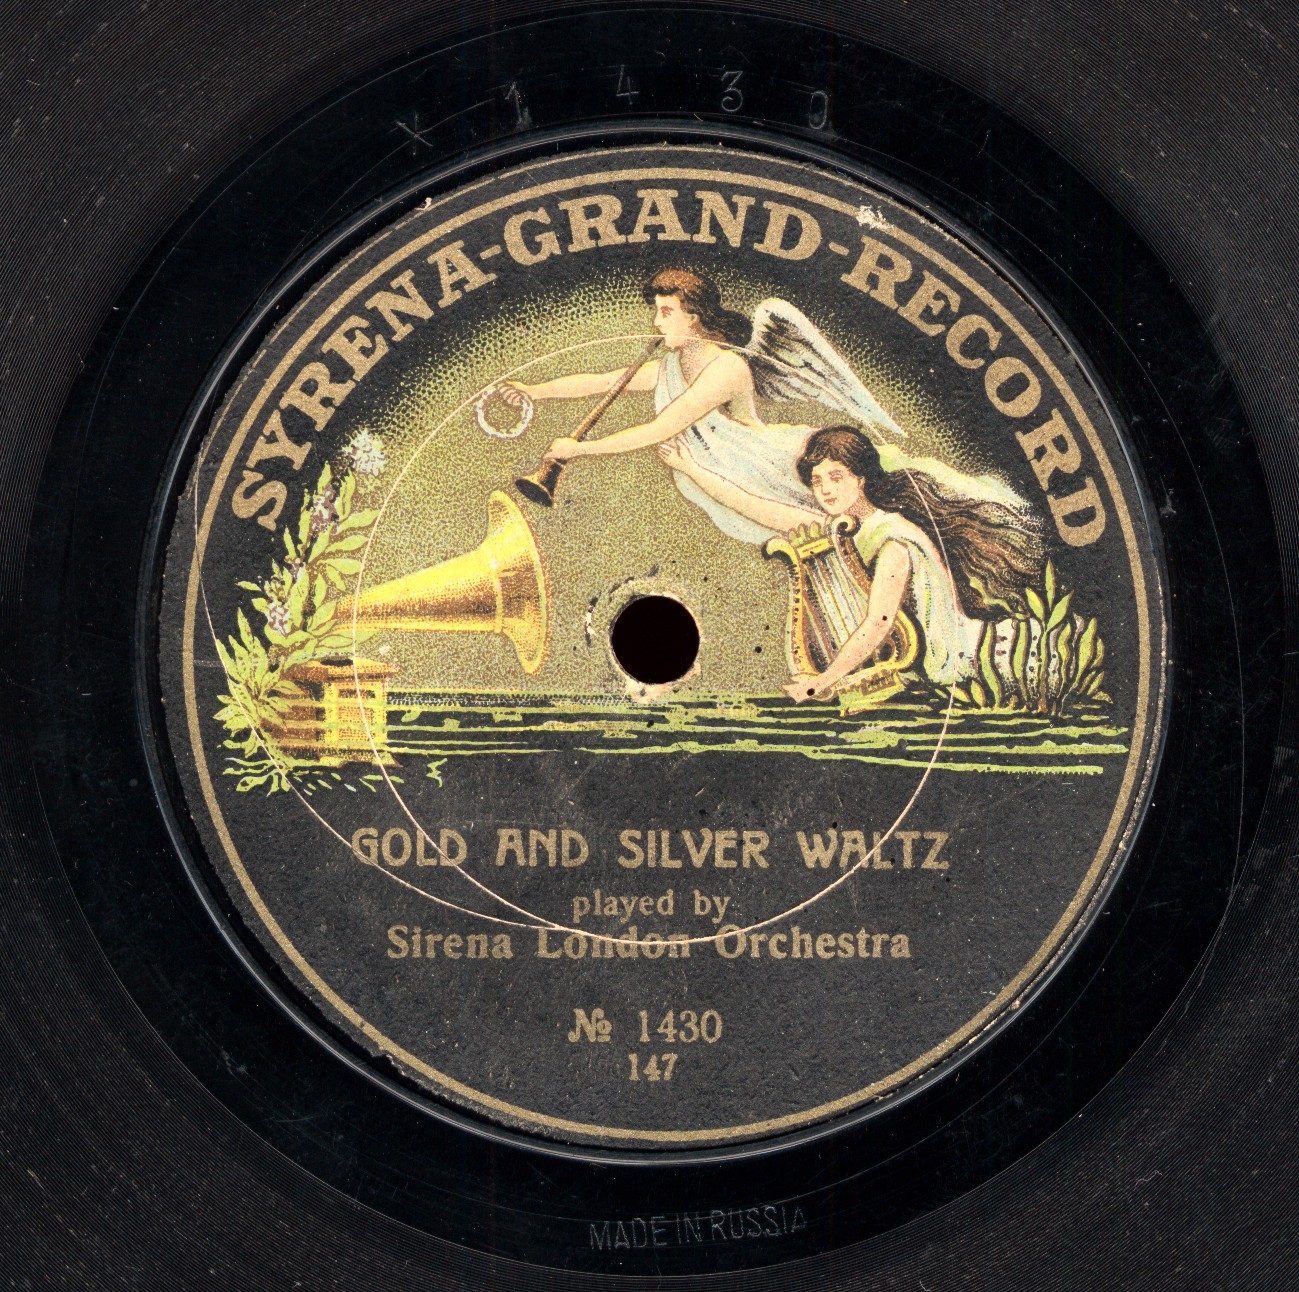 X 1430
SYRENA-GRAND-RECORD
GOLD AND SILVER WALTZ
played by
Sirena London Orchestra
№ 1430
147
MADE IN RUSSIA